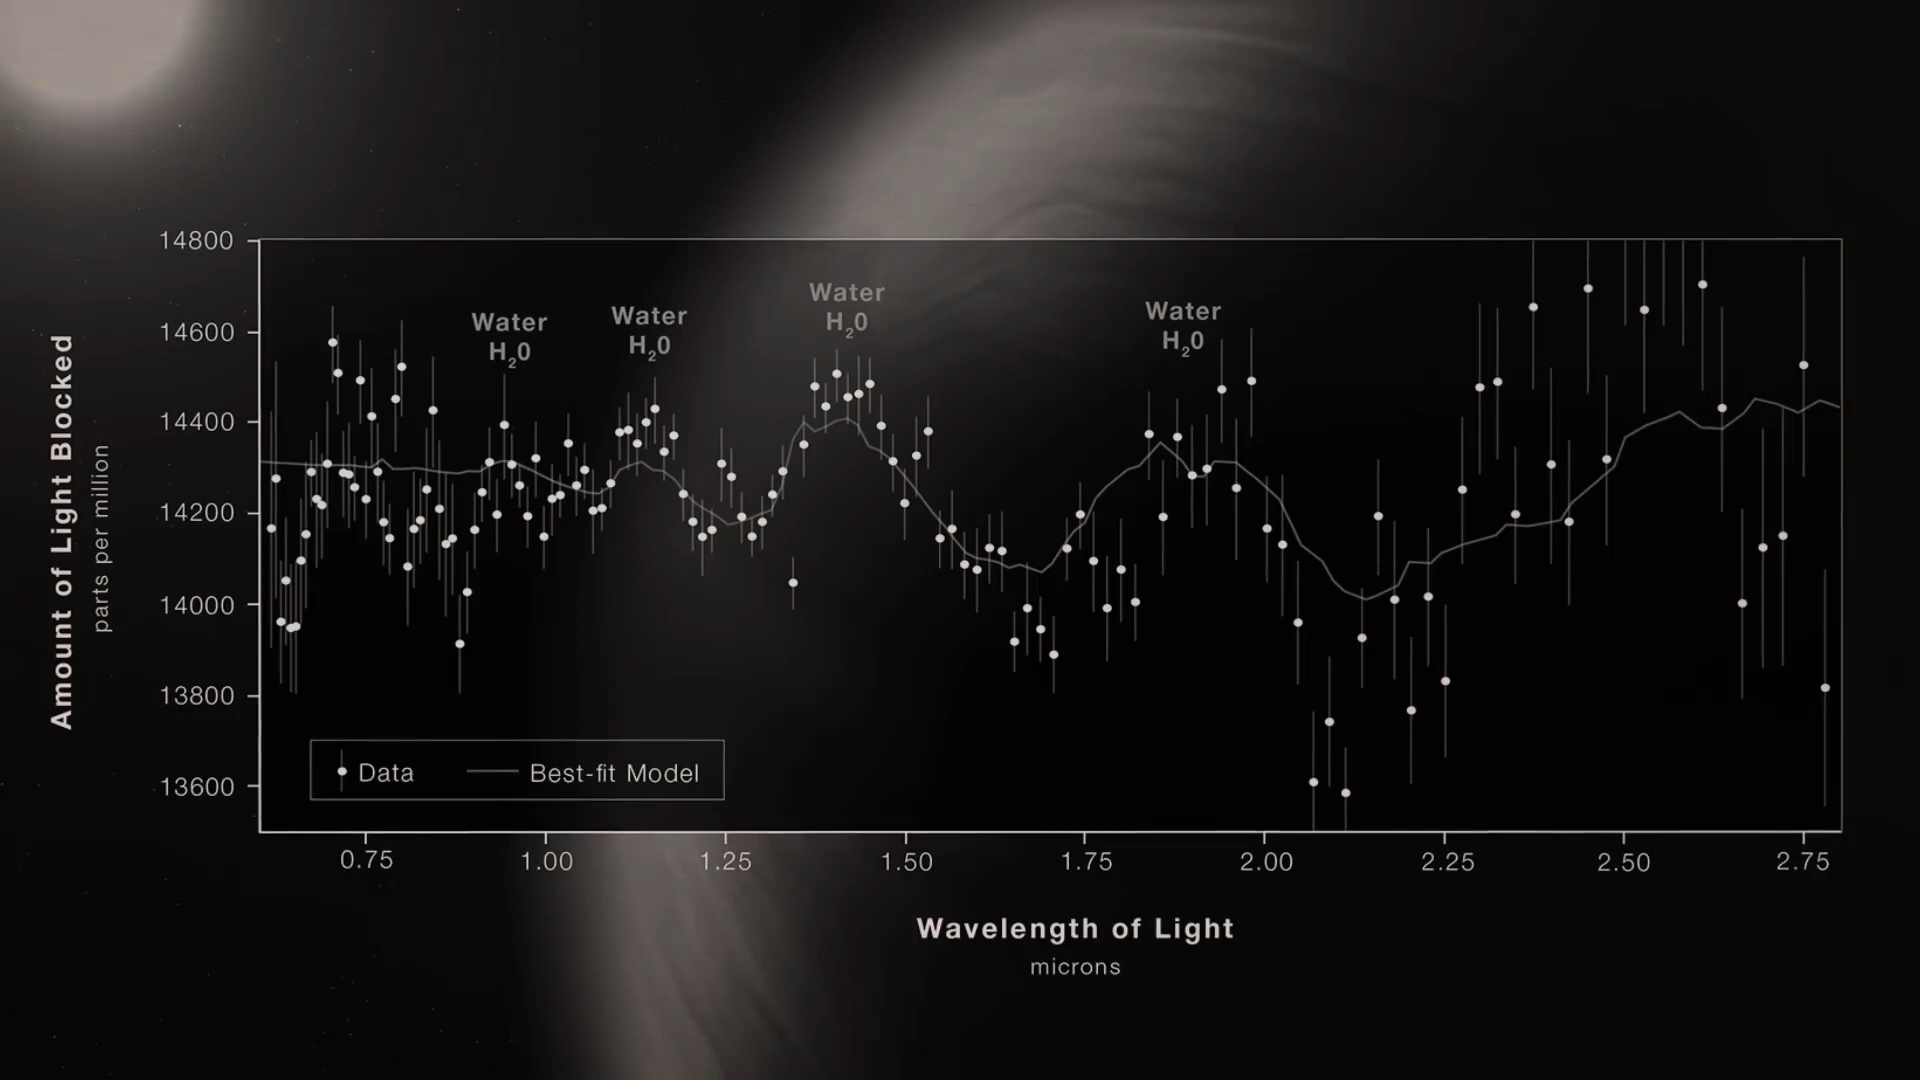 14800
14600
14400
14200
14000
13800
13600
Amount of Light Blocked
parts per million
Water
H20
Water
H20
Water
H20
Water
H20
Data
Best-fit Model
0.75
1.00
1.25
1.50
1.75
2.00
2.25
2.50
2.75
Wavelength of Light
microns